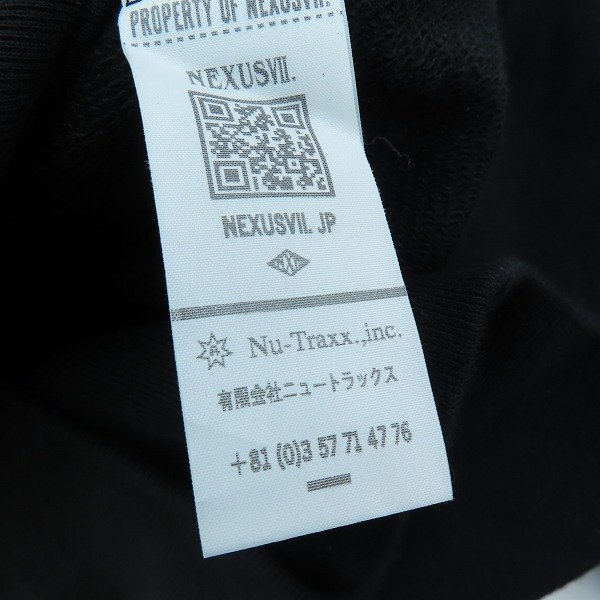 PROPERTY OF NEXUSVII.
NEXUSVII.
NEXUSVII. JP
NXP
Nu-Traxx.,inc.
有限会社ニュートラックス
+81 (0)3 57 71 47 76